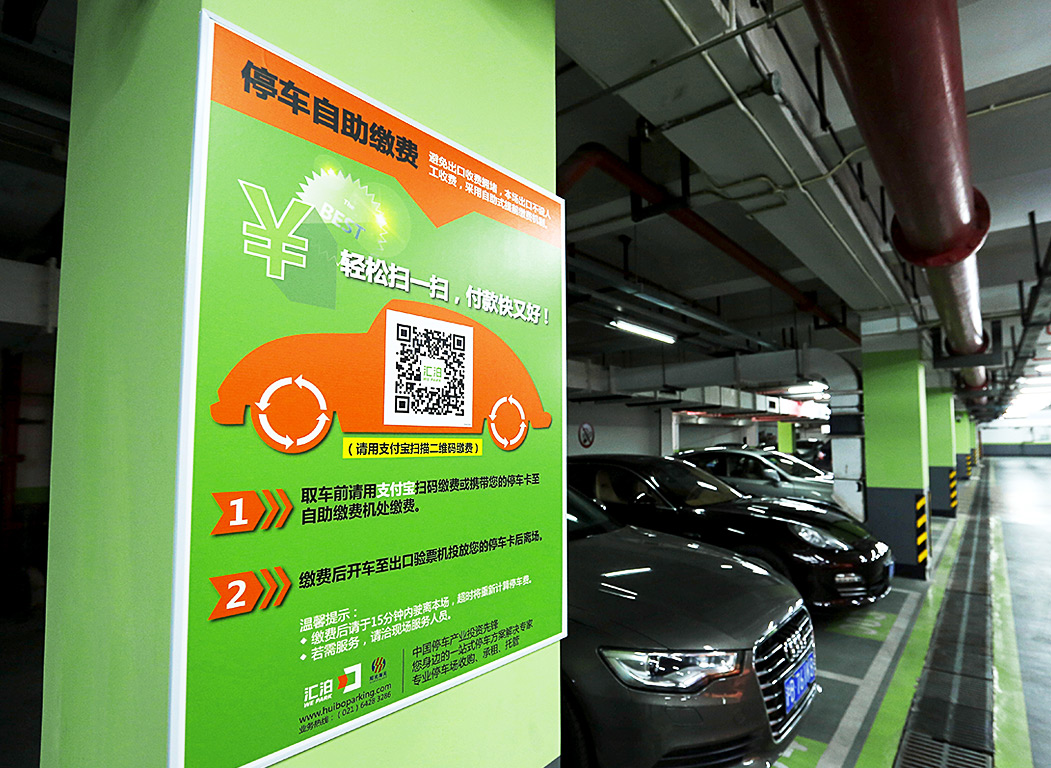 停车自助缴费
避免出口收费拥堵，本场出口不设人
工收费，采用自助式缴费
The
BEST
¥
轻松扫一扫，付款快又好！
汇泊
WE PARK
（请用支付宝扫描二维码缴费）
1
取车前请用支付宝扫码缴费或携带您的停车卡至
自助缴费机处缴费。
2
缴费后开车至出口验票机投放您的停车卡后离场。
温馨提示：
◆ 缴费后请于15分钟内驶离本场，超时将重新计算停车费。
◆ 若需服务，请洽现场服务人员。
汇泊
WE PARK
中国停车产业投资先锋
您身边的一站式停车方案解决专家
专业停车场收购、承租、托管
www.huiboparking.com
业务热线：（021）6428 3286